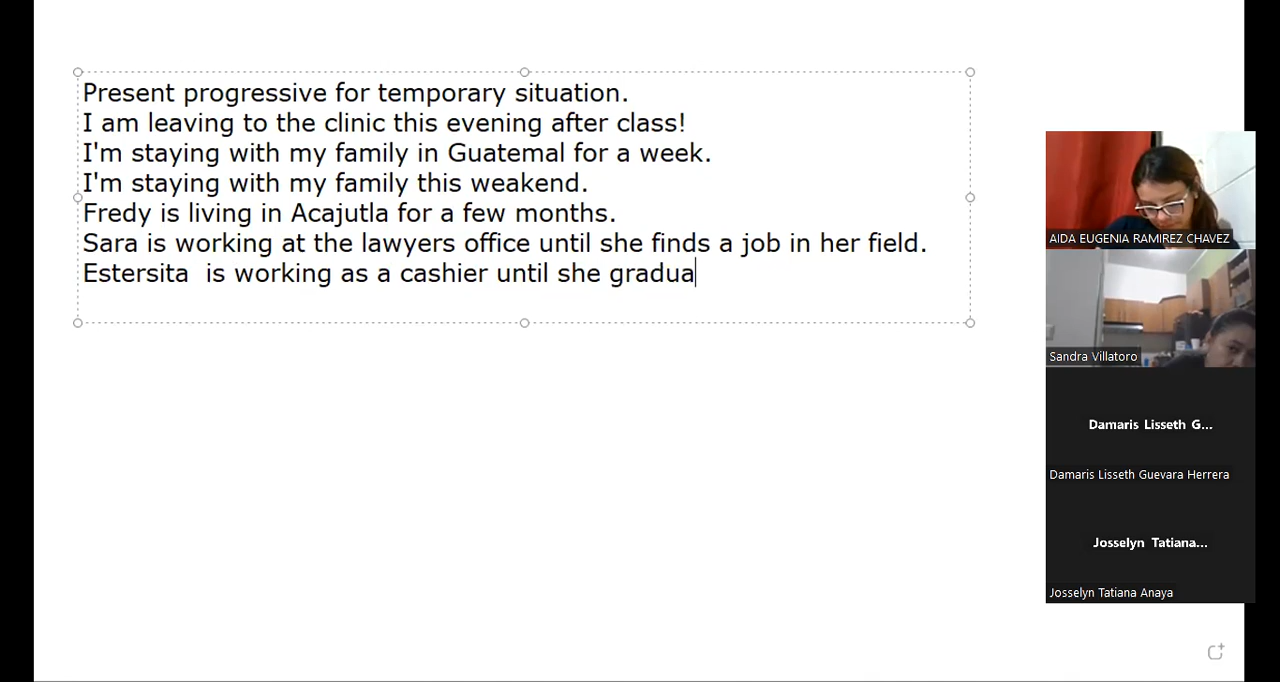 Present progressive for temporary situation.
I am leaving to the clinic this evening after class!
I'm staying with my family in Guatemal for a week.
I'm staying with my family this weakend.
Fredy is living in Acajutla for a few months.
Sara is working at the lawyers office until she finds a job in her field.
Estersita  is working as a cashier until she gradua
AIDA EUGENIA RAMIREZ CHAVEZ
Sandra Villatoro
Damaris Lisseth G...
Damaris Lisseth Guevara Herrera
Josselyn Tatiana...
Josselyn Tatiana Anaya